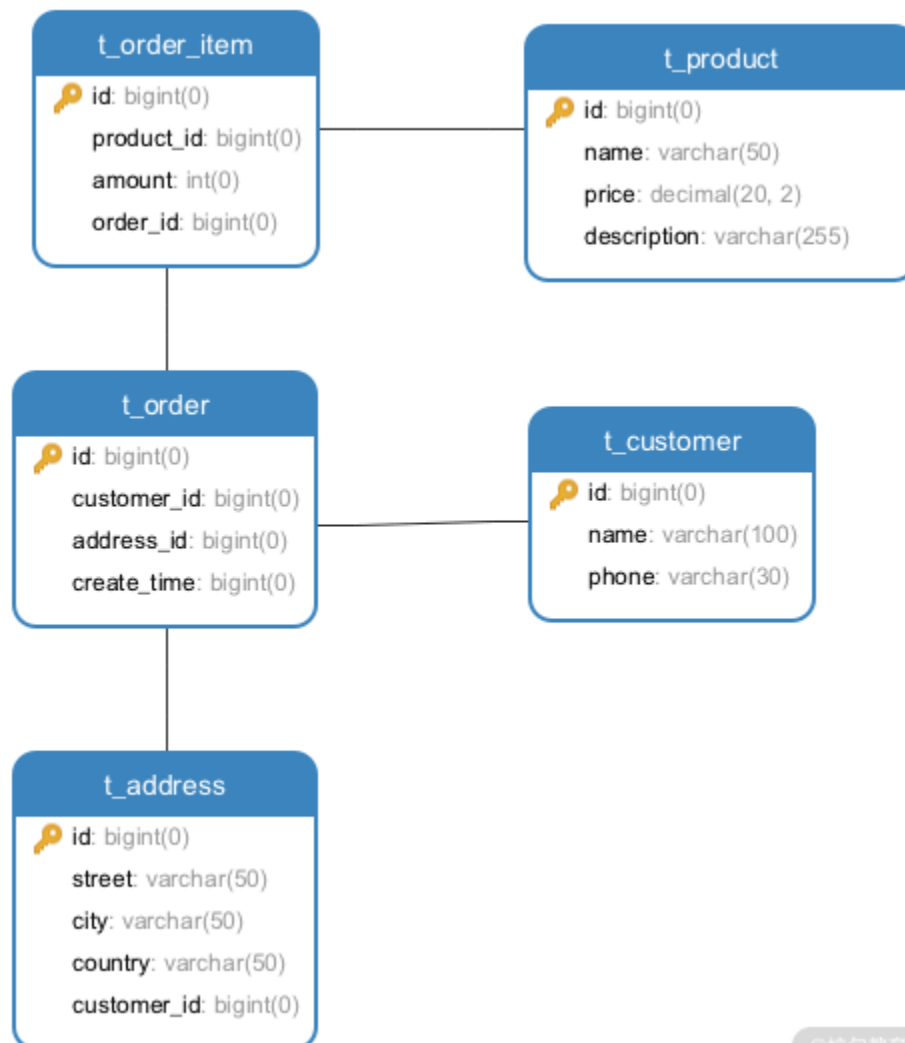 t_order_item
id: bigint(0)
product_id: bigint(0)
amount: int(0)
order_id: bigint(0)
t_product
id: bigint(0)
name: varchar(50)
price: decimal(20, 2)
description: varchar(255)
t_order
id: bigint(0)
customer_id: bigint(0)
address_id: bigint(0)
create_time: bigint(0)
t_customer
id: bigint(0)
name: varchar(100)
phone: varchar(30)
t_address
id: bigint(0)
street: varchar(50)
city: varchar(50)
country: varchar(50)
customer_id: bigint(0)